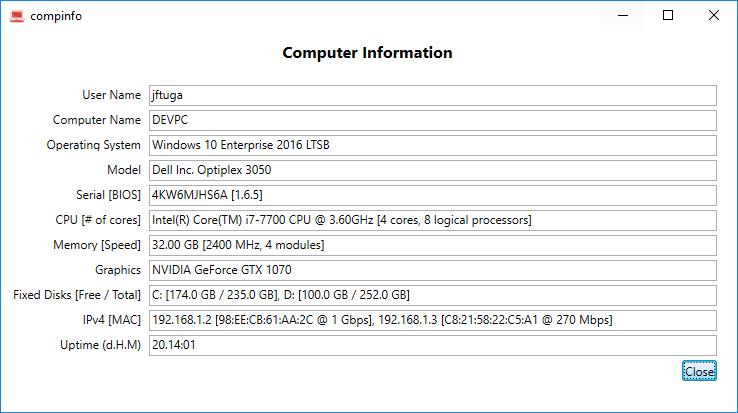 compinfo
Computer Information
User Name jftuga
Computer Name DEVPC
Operating System Windows 10 Enterprise 2016 LTSB
Model Dell Inc. Optiplex 3050
Serial [BIOS] 4KW6MJHS6A [1.6.5]
CPU [# of cores] Intel(R) Core(TM) i7-7700 CPU @ 3.60GHz [4 cores, 8 logical processors]
Memory [Speed] 32.00 GB [2400 MHz, 4 modules]
Graphics NVIDIA GeForce GTX 1070
Fixed Disks [Free / Total] C: [174.0 GB / 235.0 GB], D: [100.0 GB / 252.0 GB]
IPv4 [MAC] 192.168.1.2 [98:EE:CB:61:AA:2C @ 1 Gbps], 192.168.1.3 [C8:21:58:22:C5:A1 @ 270 Mbps]
Uptime (d.H.M) 20.14:01
Close